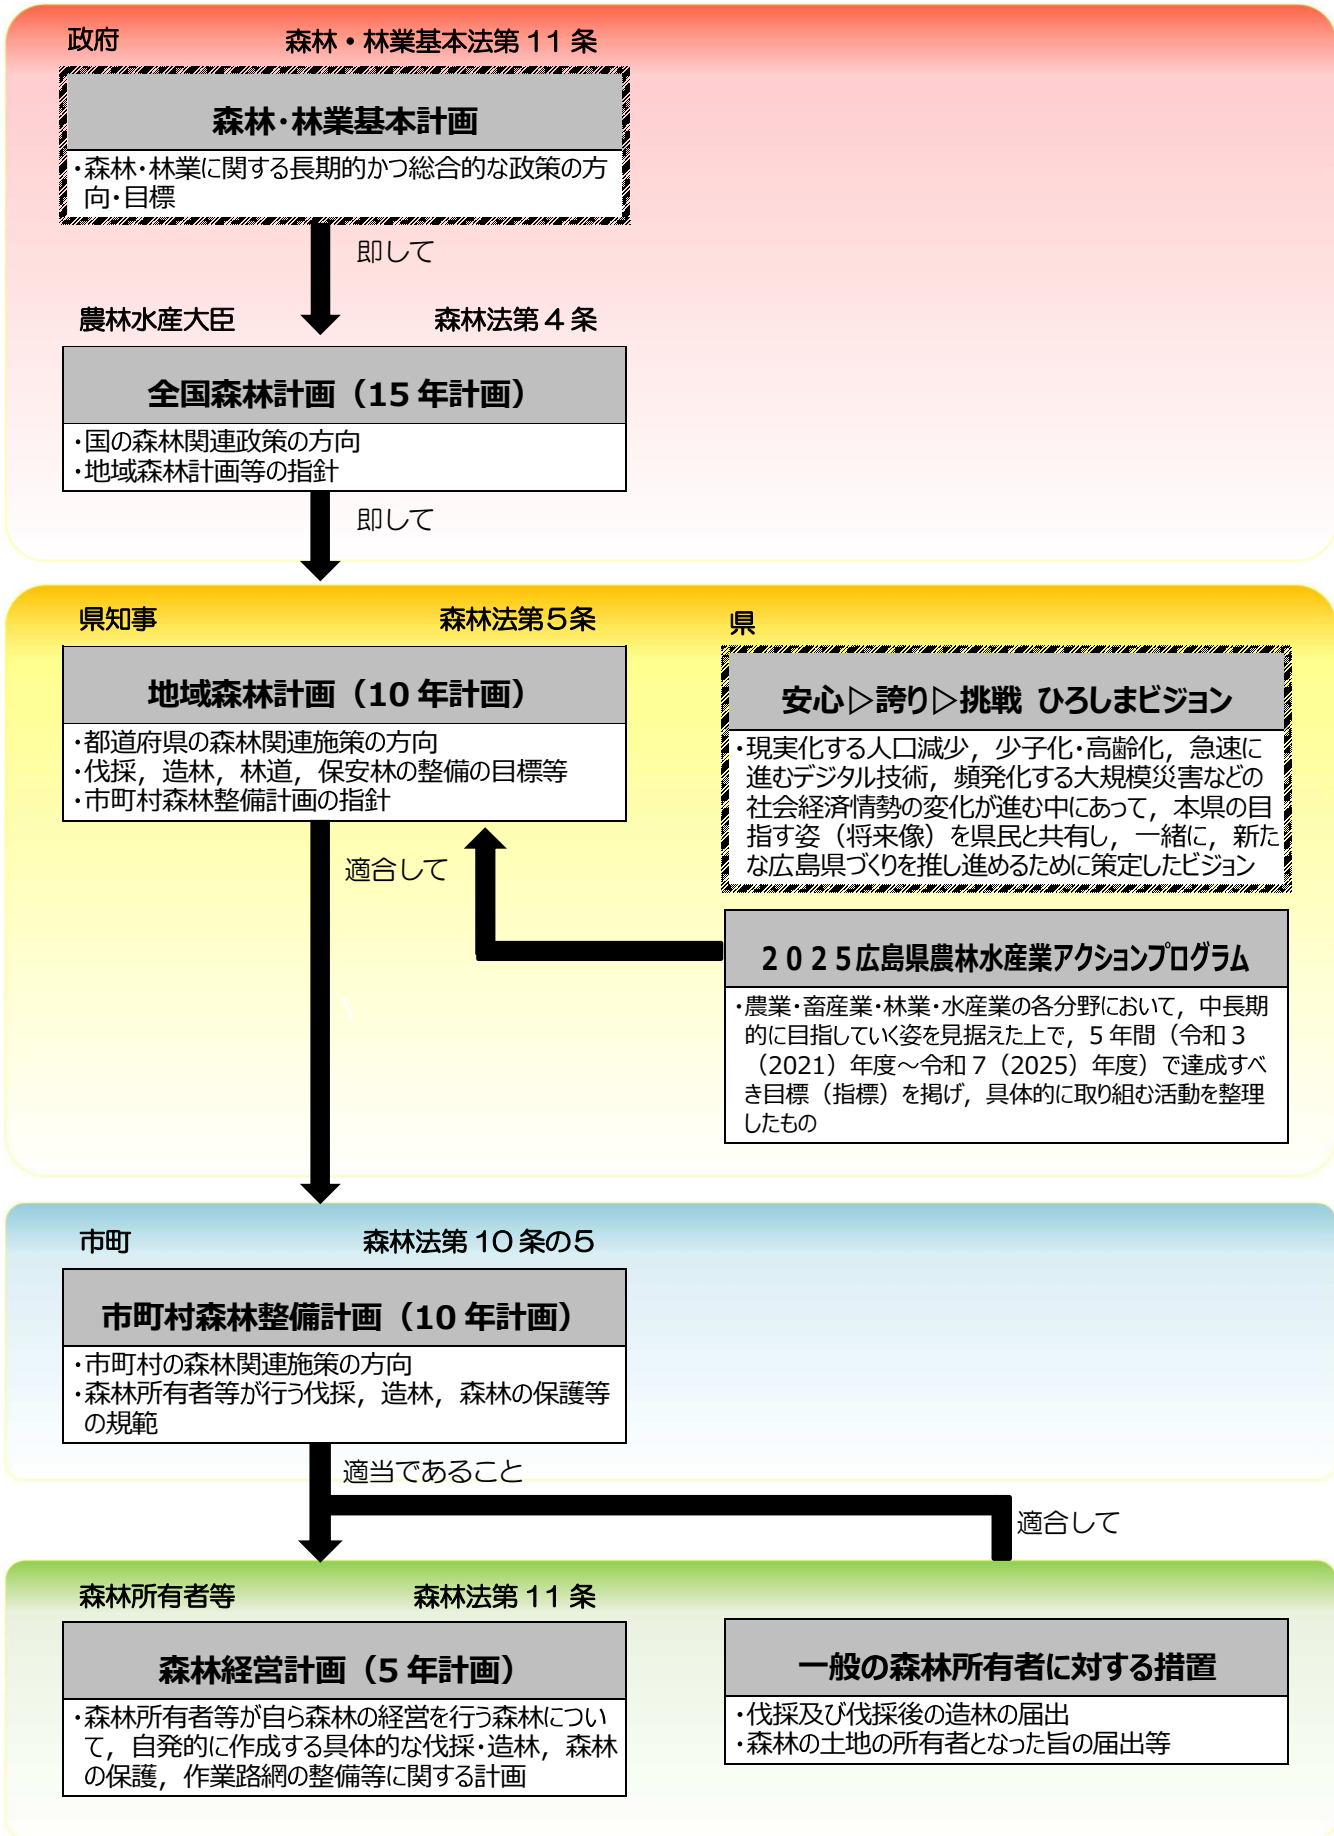 政府 森林・林業基本法第11条
森林・林業基本計画
・森林・林業に関する長期的かつ総合的な政策の方
向・目標
即して
農林水産大臣 森林法第4条
全国森林計画（15年計画）
・国の森林関連政策の方向
・地域森林計画等の指針
即して
県知事 森林法第5条
地域森林計画（10年計画）
・都道府県の森林関連施策の方向
・伐採，造林，林道，保安林の整備の目標等
・市町村森林整備計画の指針
適合して
県
安心▷誇り▷挑戦 ひろしまビジョン
・現実化する人口減少，少子化・高齢化，急速に
進むデジタル技術，頻発化する大規模災害などの
社会経済情勢の変化が進む中にあって，本県の目
指す姿（将来像）を県民と共有し，一緒に，新た
な広島県づくりを推し進めるために策定したビジョン
２０２５広島県農林水産業アクションプログラム
・農業・畜産業・林業・水産業の各分野において，中長期
的に目指していく姿を見据えた上で，5年間（令和3
（2021）年度～令和7（2025）年度）で達成すべ
き目標（指標）を掲げ，具体的に取り組む活動を整理
したもの
市町 森林法第10条の5
市町村森林整備計画（10年計画）
・市町村の森林関連施策の方向
・森林所有者等が行う伐採，造林，森林の保護等
の規範
適当であること
適合して
森林所有者等 森林法第11条
森林経営計画（5年計画）
・森林所有者等が自ら森林の経営を行う森林につい
て，自発的に作成する具体的な伐採・造林，森林
の保護，作業路網の整備等に関する計画
一般の森林所有者に対する措置
・伐採及び伐採後の造林の届出
・森林の土地の所有者となった旨の届出等